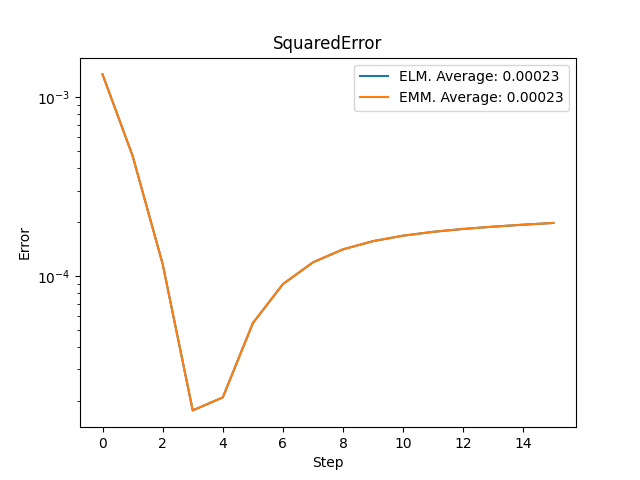 SquaredError
ELM. Average: 0.00023
EMM. Average: 0.00023
10⁻³
10⁻⁴
Error
0 2 4 6 8 10 12 14
Step